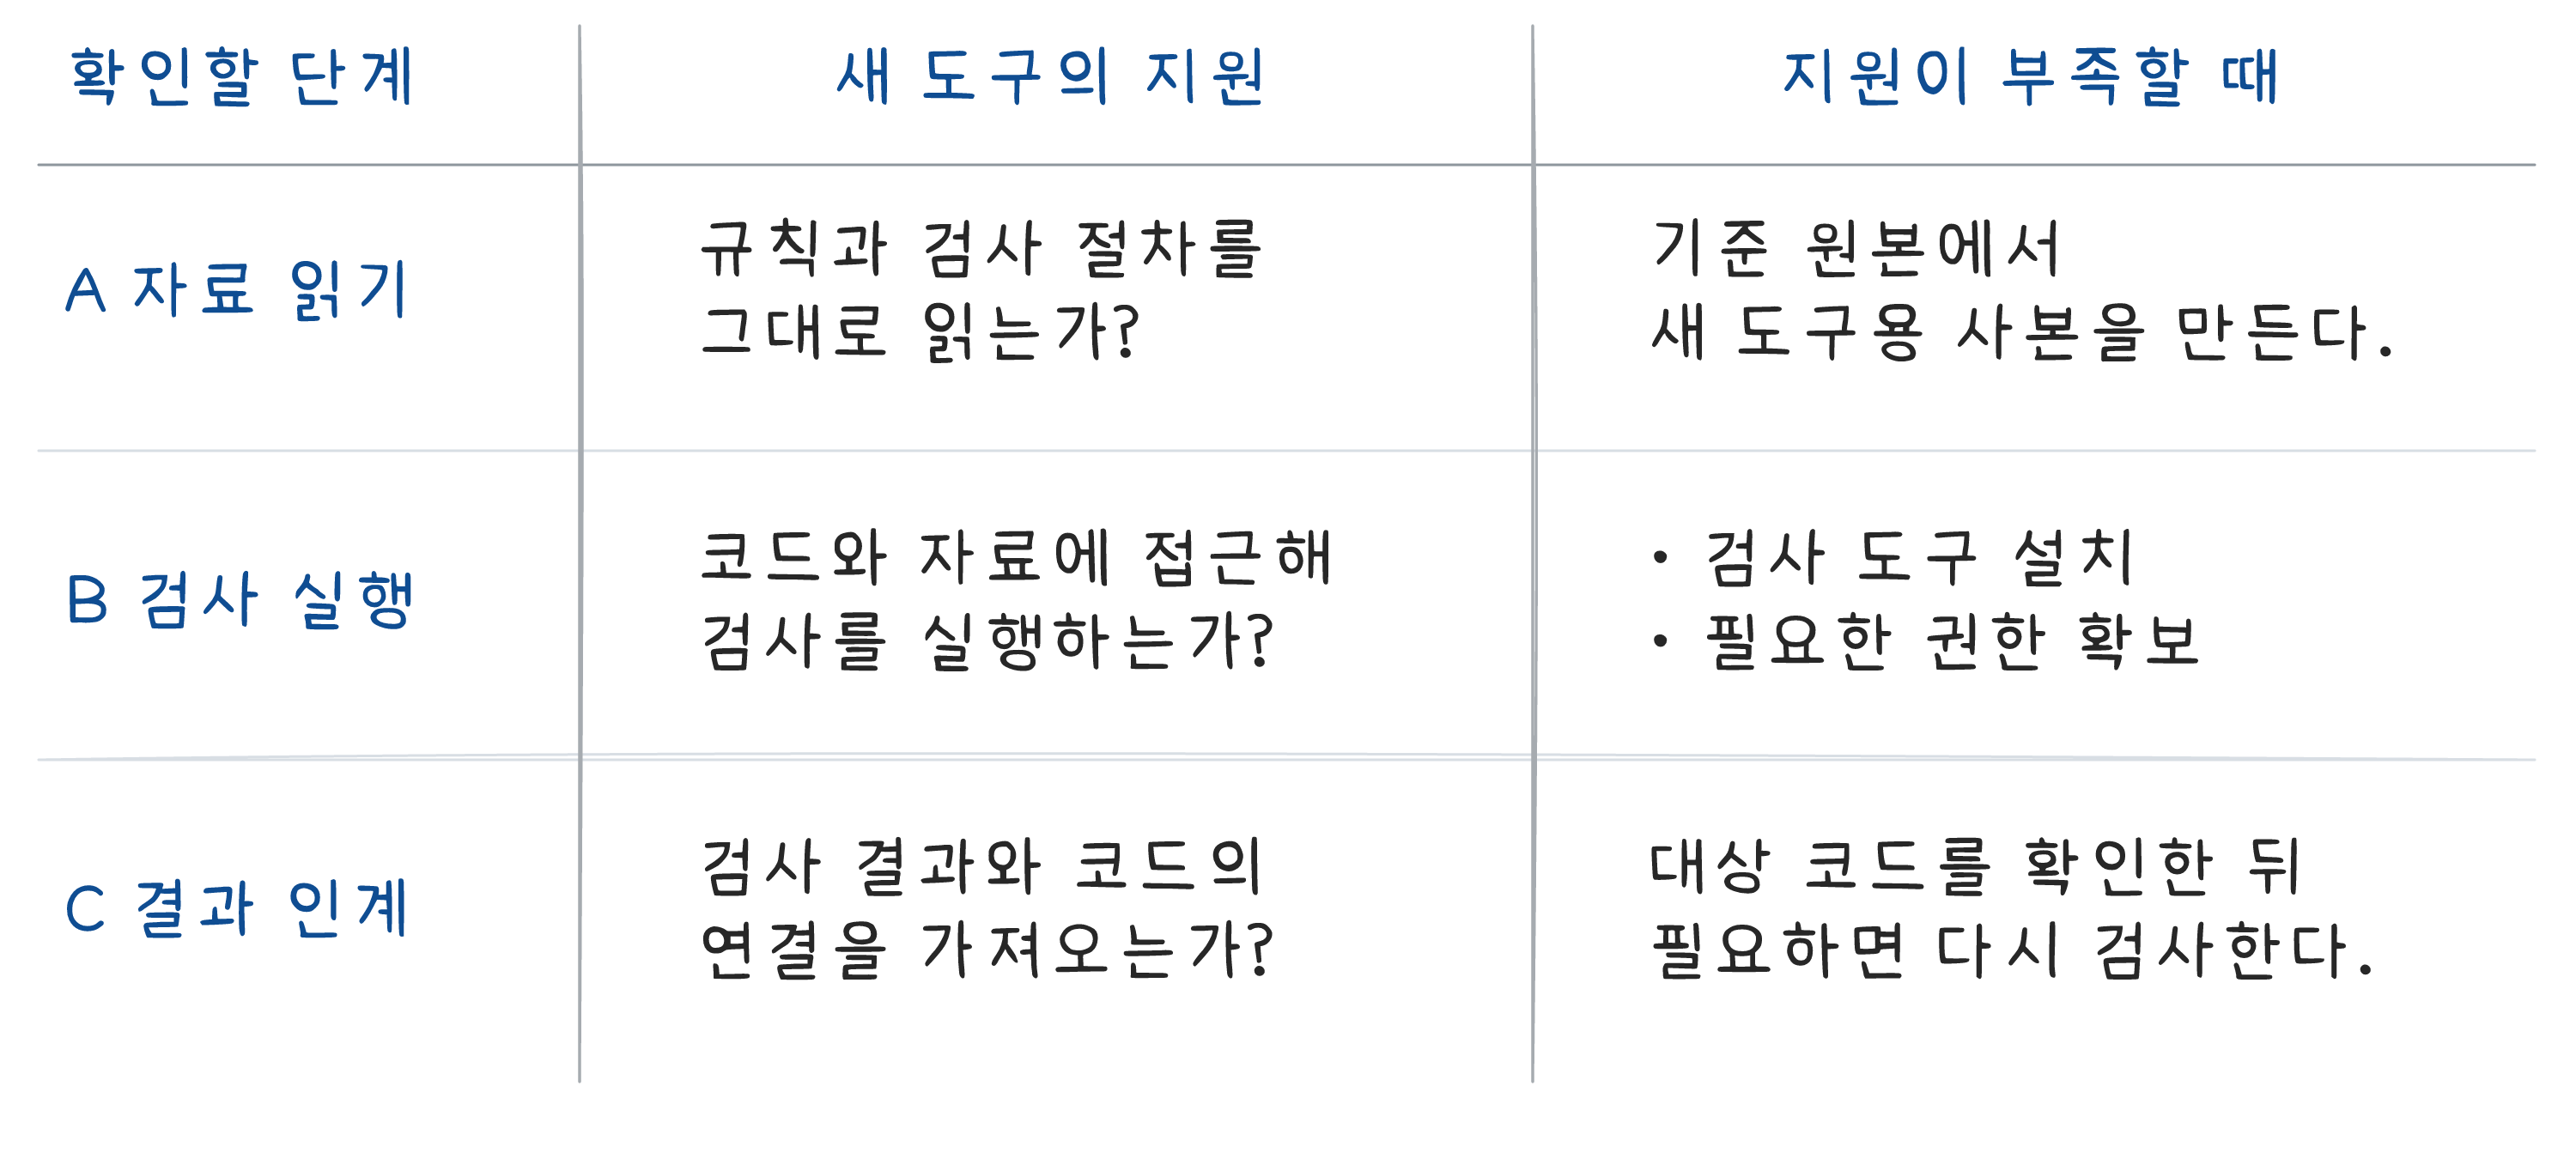 확인할 단계
새 도구의 지원
지원이 부족할 때
A 자료 읽기
규칙과 검사 절차를
그대로 읽는가?
기준 원본에서
새 도구용 사본을 만든다.
B 검사 실행
코드와 자료에 접근해
검사를 실행하는가?
• 검사 도구 설치
• 필요한 권한 확보
C 결과 인계
검사 결과와 코드의
연결을 가져오는가?
대상 코드를 확인한 뒤
필요하면 다시 검사한다.